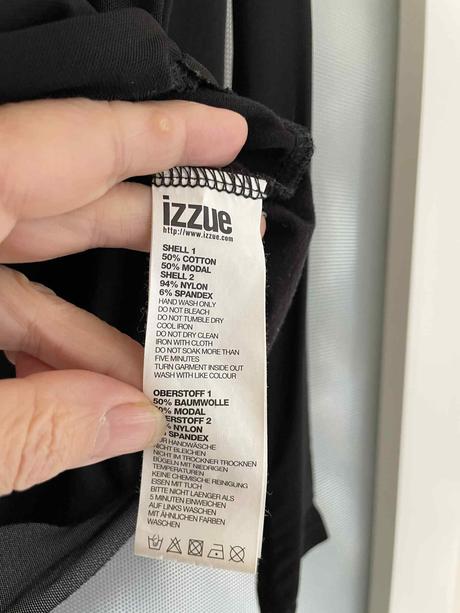 izzue
http://www.izzue.com
SHELL 1
50% COTTON
50% MODAL
SHELL 2
94% NYLON
6% SPANDEX
HAND WASH ONLY
DO NOT BLEACH
DO NOT TUMBLE DRY
COOL IRON
DO NOT DRY CLEAN
IRON WITH CLOTH
DO NOT SOAK MORE THAN
FIVE MINUTES
TURN GARMENT INSIDE OUT
WASH WITH LIKE COLOUR
OBERSTOFF 1
50% BAUMWOLLE
MODAL
2
NYLON
SPANDEX
HANDWÄSCHE
NICHT BLEICHEN
NICHT IM TROCKNER TROCKNEN
BÜGELN MIT NIEDRIGEN
TEMPERATUREN
KEINE CHEMISCHE REINIGUNG
EISEN MIT TUCH
BITTE NICHT LAENGER ALS
5 MINUTEN EINWEICHEN
AUF LINKS WASCHEN
MIT ÄHNLICHEN FARBEN
WASCHEN